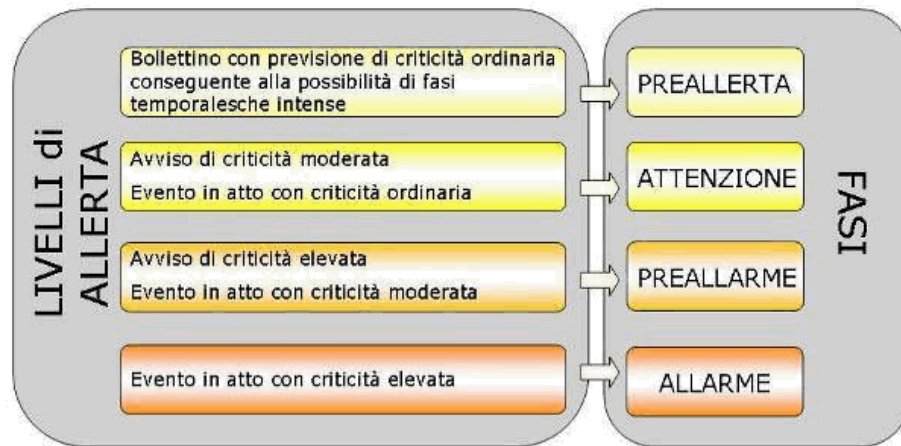 LIVELLI di
ALLERTA
Bollettino con previsione di criticità ordinaria
conseguente alla possibilità di fasi
temporalesche intense
PREALLERTA
Avviso di criticità moderata
Evento in atto con criticità ordinaria
ATTENZIONE
Avviso di criticità elevata
Evento in atto con criticità moderata
PREALLARME
Evento in atto con criticità elevata
ALLARME
FASI